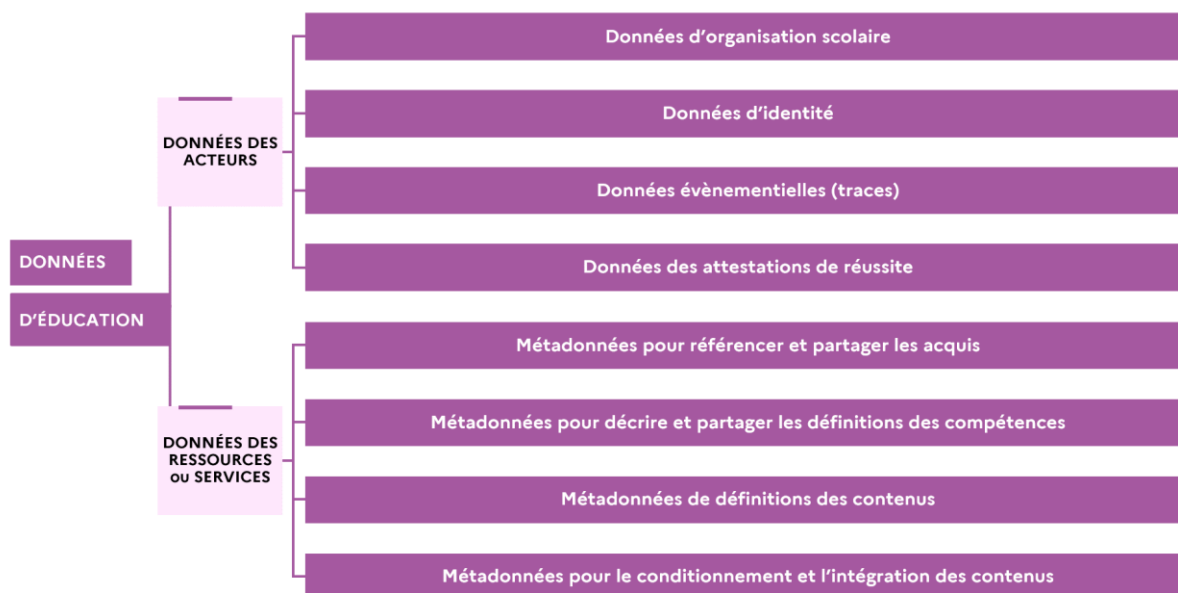 DONNÉES
D'ÉDUCATION
DONNÉES DES
ACTEURS
Données d'organisation scolaire
Données d'identité
Données évènementielles (traces)
Données des attestations de réussite
DONNÉES DES
RESSOURCES
ou SERVICES
Métadonnées pour référencer et partager les acquis
Métadonnées pour décrire et partager les définitions des compétences
Métadonnées de définitions des contenus
Métadonnées pour le conditionnement et l'intégration des contenus